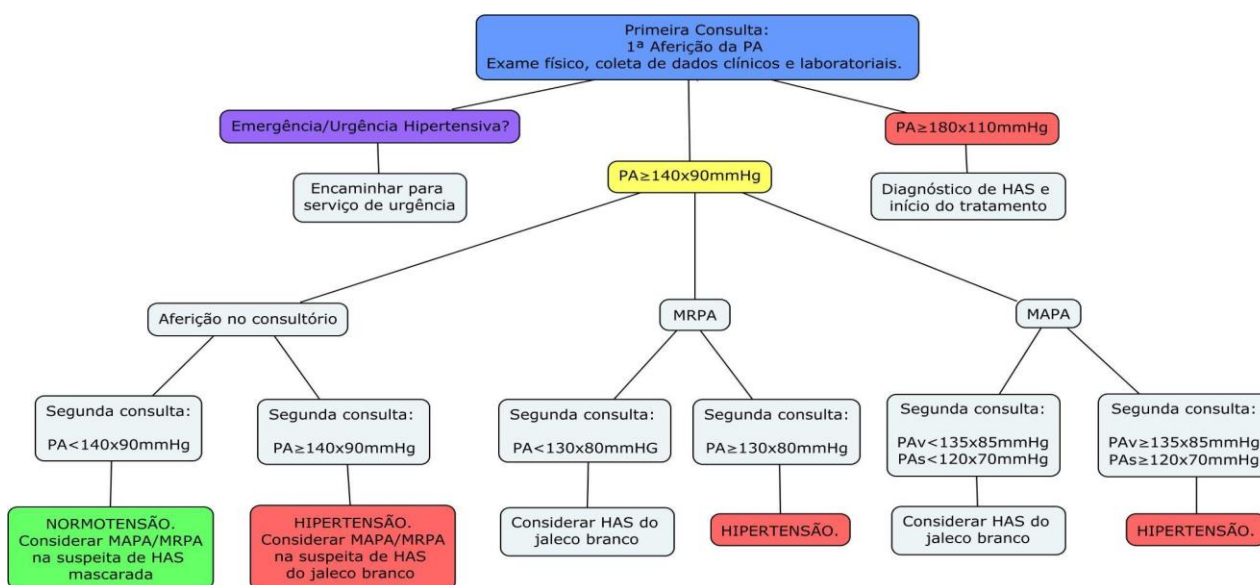 Primeira Consulta:
1ª Aferição da PA
Exame físico, coleta de dados clínicos e laboratoriais.
Emergência/Urgência Hipertensiva?
PA≥180x110mmHg
Encaminhar para
serviço de urgência
PA≥140x90mmHg
Diagnóstico de HAS e
início do tratamento
Aferição no consultório
MRPA
MAPA
Segunda consulta:
PA<140x90mmHg
Segunda consulta:
PA≥140x90mmHg
Segunda consulta:
PA<130x80mmHG
Segunda consulta:
PA≥130x80mmHg
Segunda consulta:
PAv<135x85mmHg
PAs<120x70mmHg
Segunda consulta:
PAv≥135x85mmHg
PAs≥120x70mmHg
NORMOTENSÃO.
Considerar MAPA/MRPA
na suspeita de HAS
mascarada
HIPERTENSÃO.
Considerar MAPA/MRPA
na suspeita de HAS
do jaleco branco
Considerar HAS do
jaleco branco
HIPERTENSÃO.
Considerar HAS do
jaleco branco
HIPERTENSÃO.